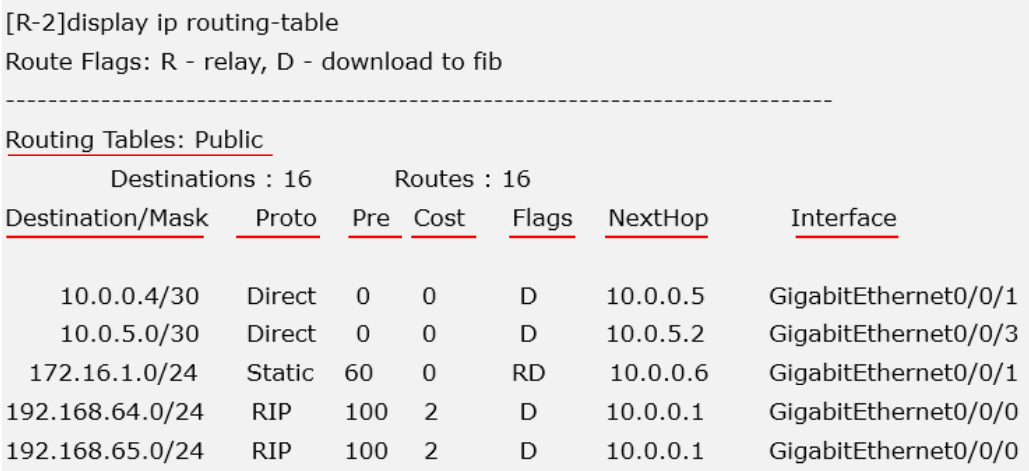 [R-2]display ip routing-table
Route Flags: R - relay, D - download to fib
------------------------------------------------------------------------------
Routing Tables: Public
Destinations : 16 Routes : 16
Destination/Mask Proto Pre Cost Flags NextHop Interface
10.0.0.4/30 Direct 0 0 D 10.0.0.5 GigabitEthernet0/0/1
10.0.5.0/30 Direct 0 0 D 10.0.5.2 GigabitEthernet0/0/3
172.16.1.0/24 Static 60 0 RD 10.0.0.6 GigabitEthernet0/0/1
192.168.64.0/24 RIP 100 2 D 10.0.0.1 GigabitEthernet0/0/0
192.168.65.0/24 RIP 100 2 D 10.0.0.1 GigabitEthernet0/0/0